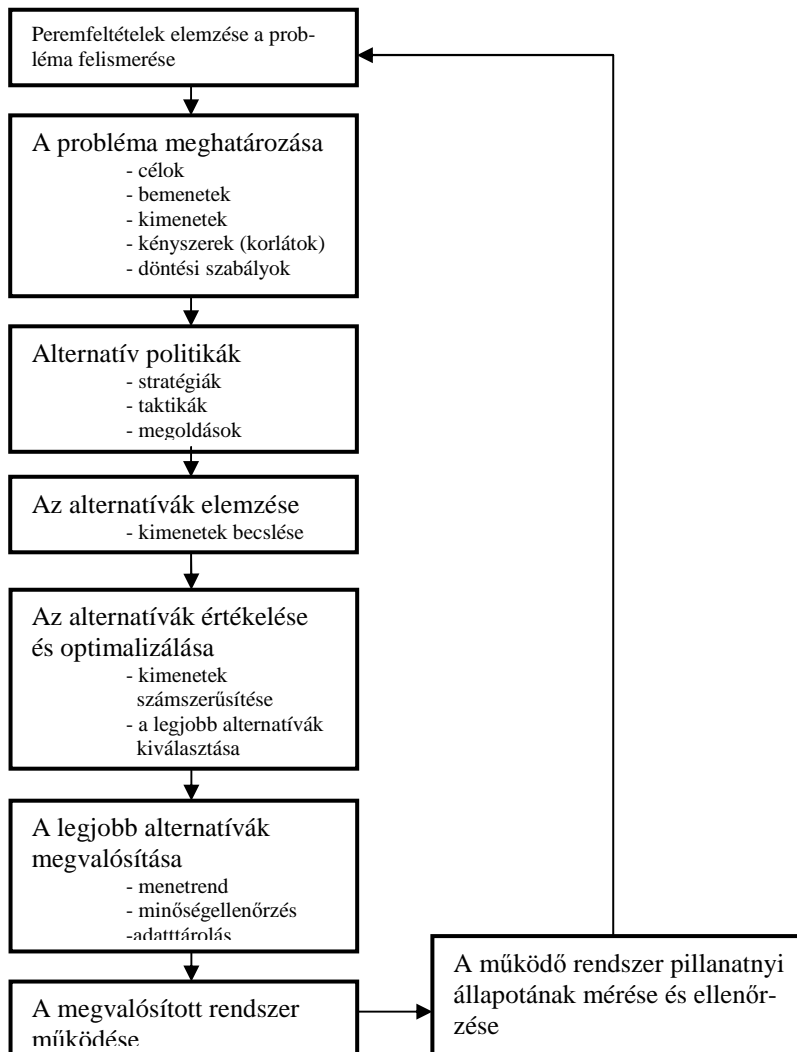 Peremfeltételek elemzése a prob-
léma felismerése
A probléma meghatározása
- célok
- bemenetek
- kimenetek
- kényszerek (korlátok)
- döntési szabályok
Alternatív politikák
- stratégiák
- taktikák
- megoldások
Az alternatívák elemzése
- kimenetek becslése
Az alternatívák értékelése
és optimalizálása
- kimenetek
számszerűsítése
- a legjobb alternatívák
kiválasztása
A legjobb alternatívák
megvalósítása
- menetrend
- minőségellenőrzés
-adatttárolás
A megvalósított rendszer
működése
A működő rendszer pillanatnyi
állapotának mérése és ellenőr-
zése